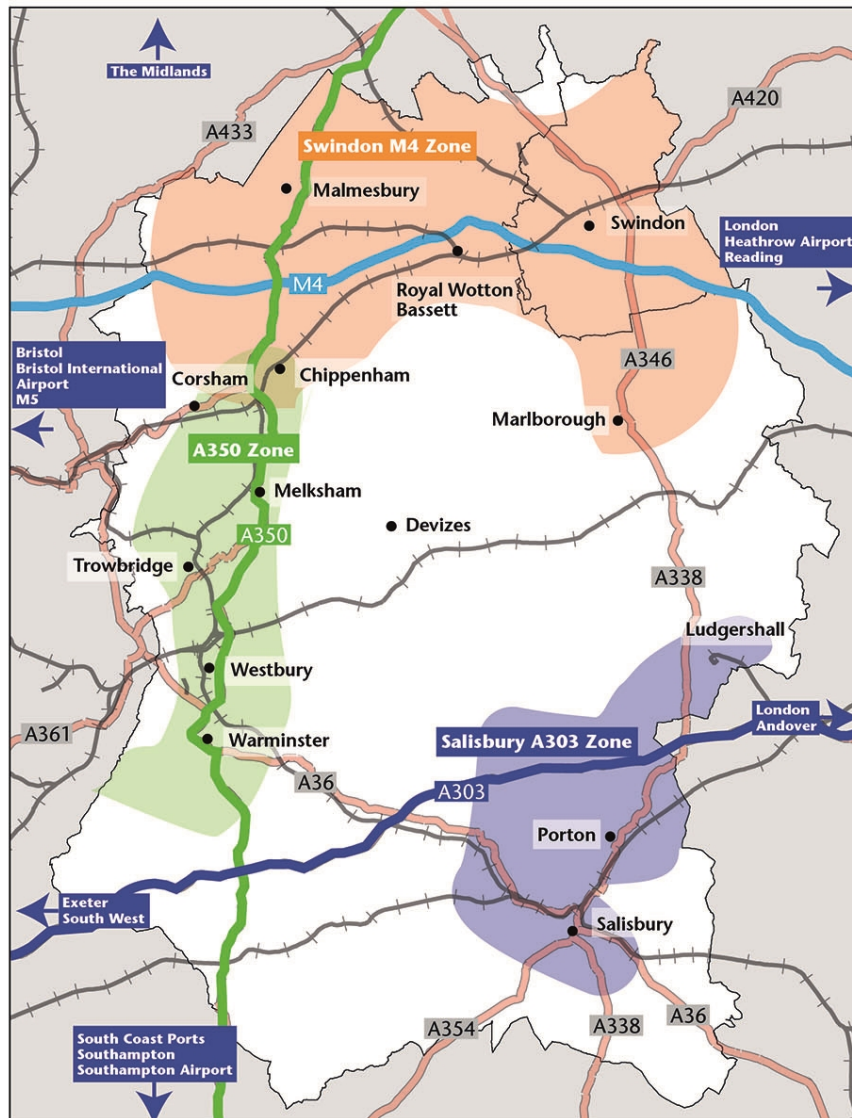 The Midlands
A433
A420
Swindon M4 Zone
Malmesbury
Swindon
London
Heathrow Airport
Reading
M4
Royal Wotton
Bassett
Bristol
Bristol International
Airport
M5
Corsham
Chippenham
A346
Marlborough
A350 Zone
Melksham
Devizes
A350
Trowbridge
A338
Ludgershall
Westbury
London
Andover
A361
Warminster
Salisbury A303 Zone
A36
A303
Porton
Exeter
South West
Salisbury
A354
A338
A36
South Coast Ports
Southampton
Southampton Airport